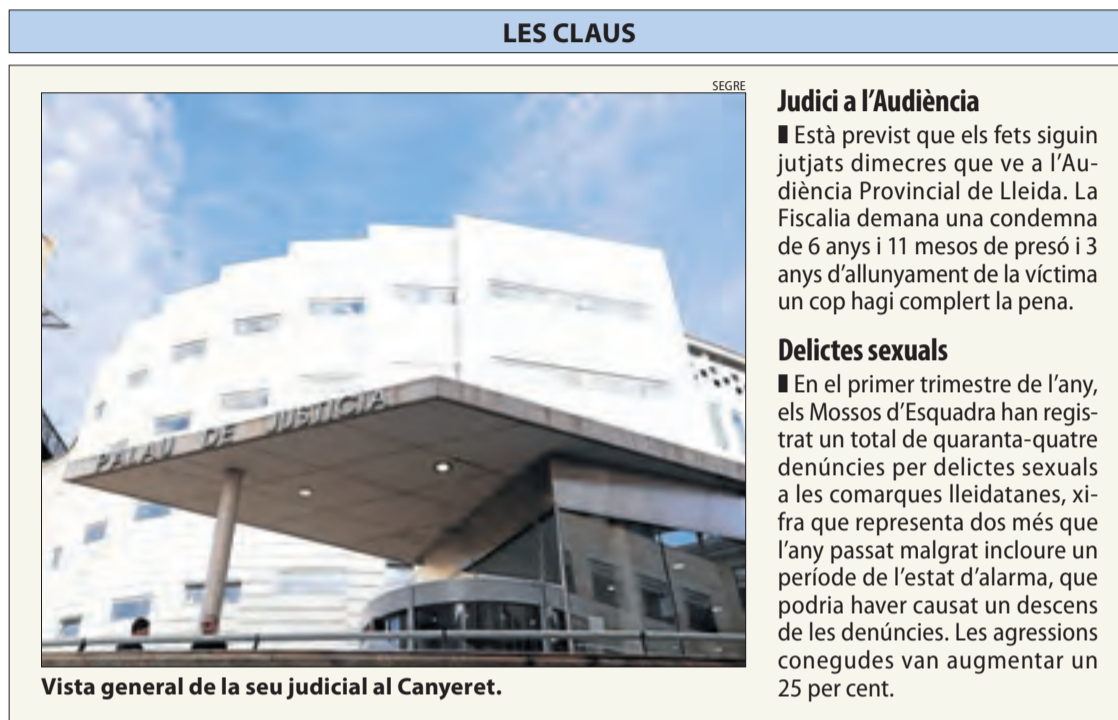 LES CLAUS
SEGRE
PALAU DE JUSTICIA
Vista general de la seu judicial al Canyeret.
Judici a l'Audiència
▮ Està previst que els fets siguin
jutjats dimecres que ve a l'Au-
diència Provincial de Lleida. La
Fiscalia demana una condemna
de 6 anys i 11 mesos de presó i 3
anys d'allunyament de la víctima
un cop hagi complert la pena.
Delictes sexuals
▮ En el primer trimestre de l'any,
els Mossos d'Esquadra han regis-
trat un total de quaranta-quatre
denúncies per delictes sexuals
a les comarques lleidatanes, xi-
fra que representa dos més que
l'any passat malgrat incloure un
període de l'estat d'alarma, que
podria haver causat un descens
de les denúncies. Les agressions
conegudes van augmentar un
25 per cent.